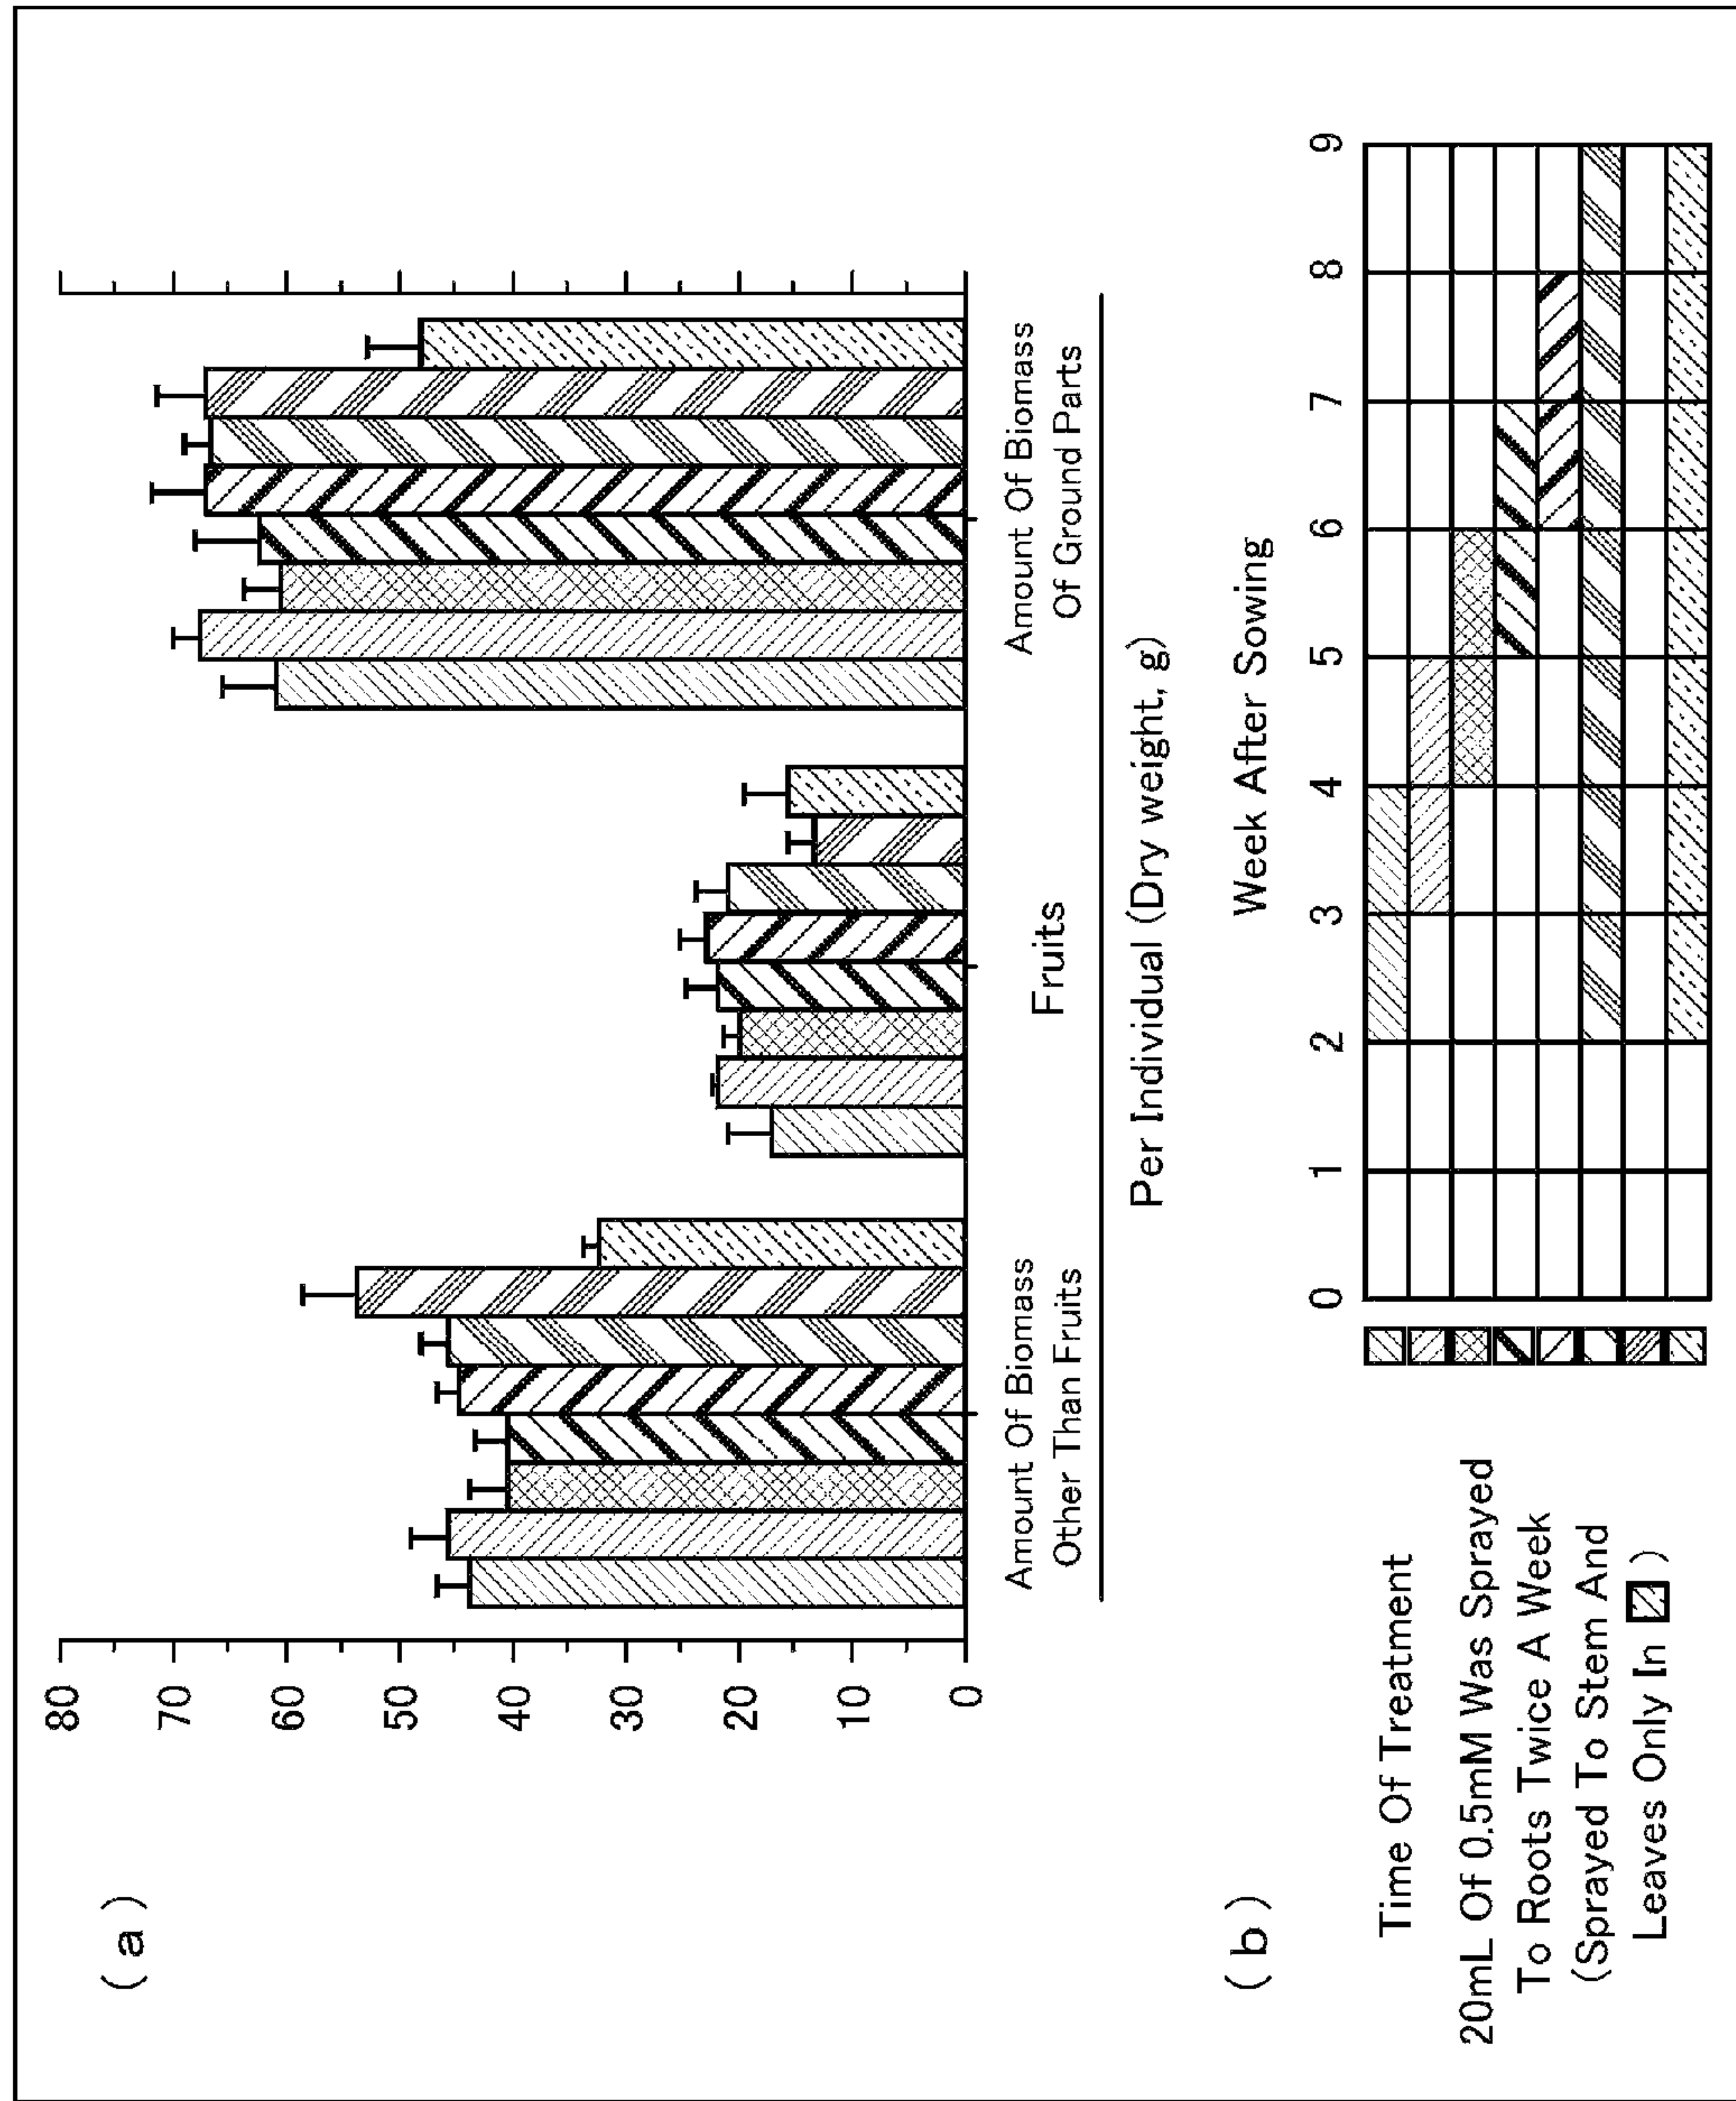 ( a )
80
70
60
50
40
30
20
10
0
Amount Of Biomass
Other Than Fruits
Fruits
Amount Of Biomass
Of Ground Parts
Per Individual (Dry weight, g)
( b )
Week After Sowing
0 1 2 3 4 5 6 7 8 9
Time Of Treatment
20mL Of 0.5mM Was Sprayed
To Roots Twice A Week
(Sprayed To Stem And
Leaves Only In )